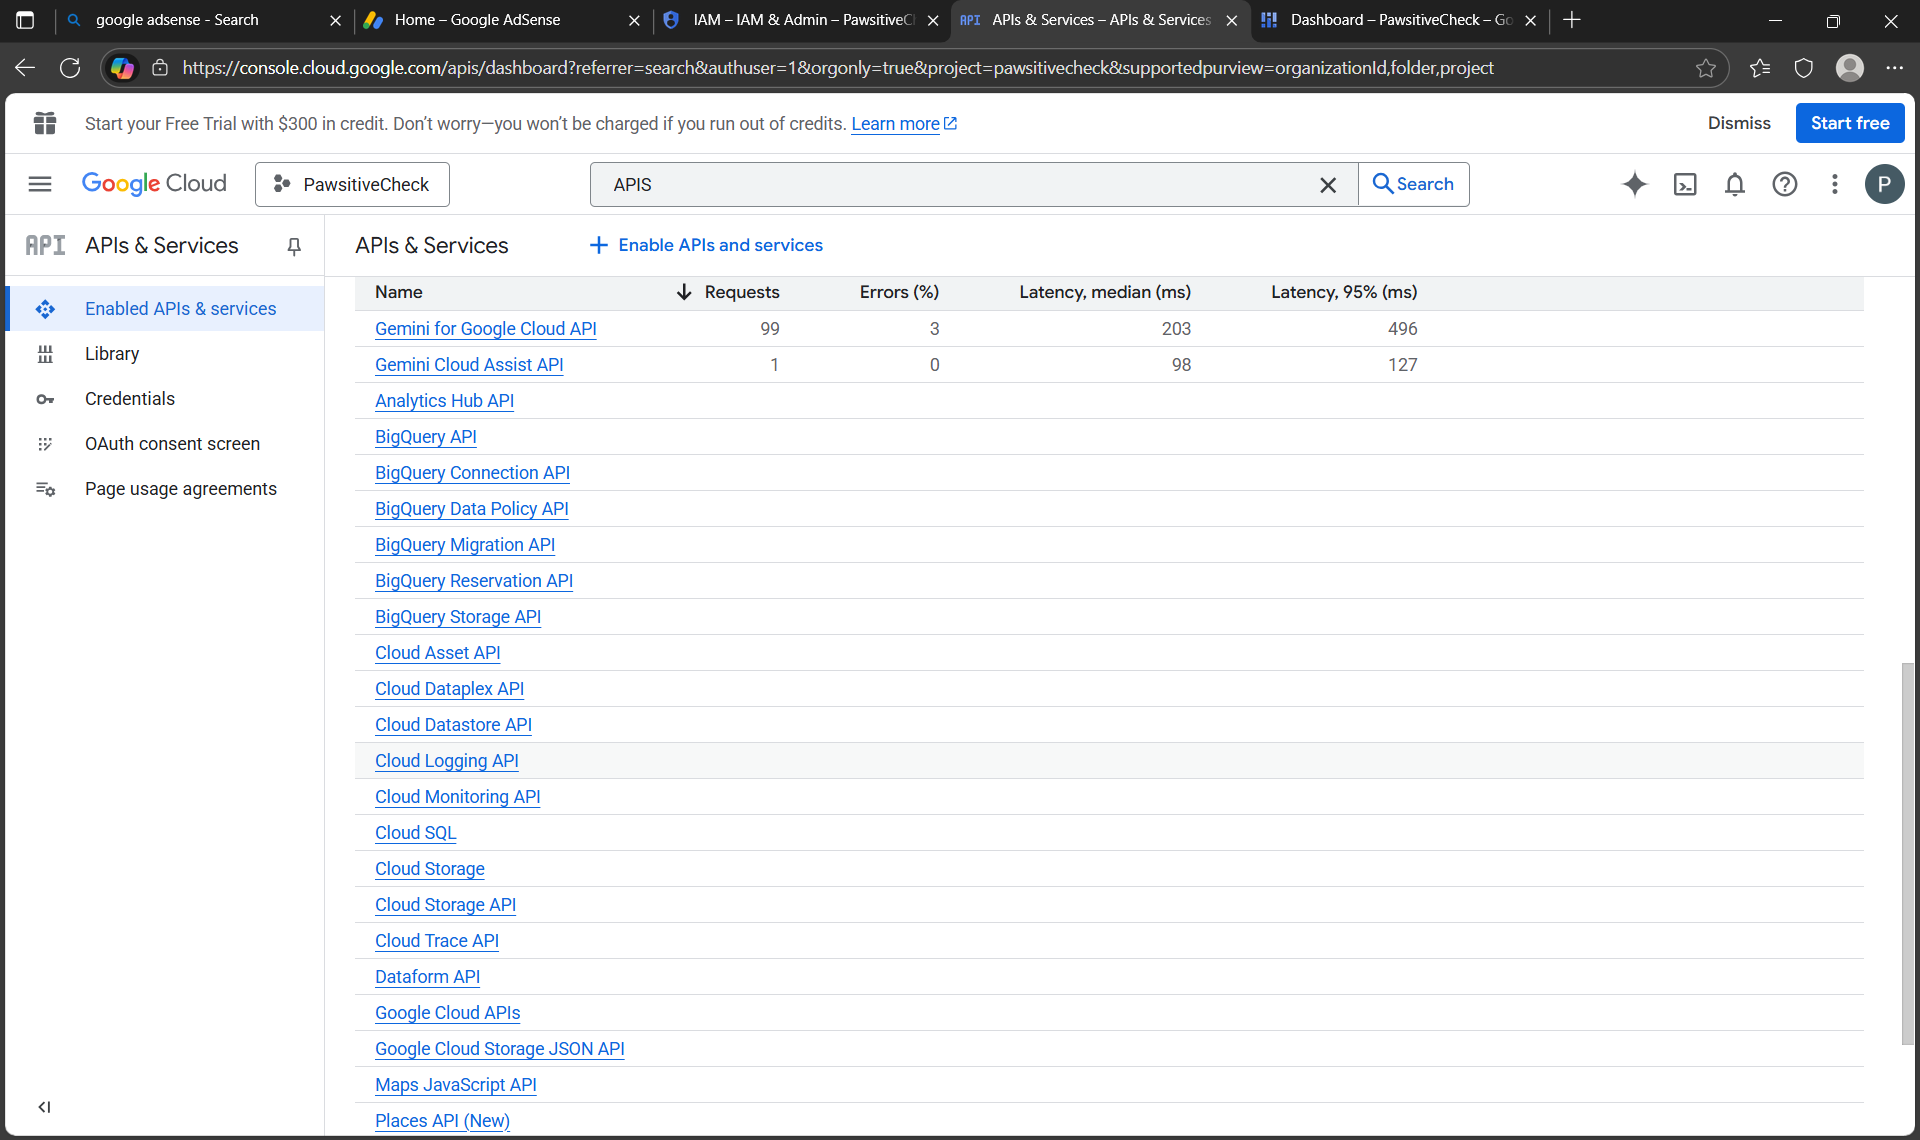 google adsense - Search
Home – Google AdSense
IAM – IAM & Admin – PawsitiveCh
API APIs & Services – APIs & Services
Dashboard – PawsitiveCheck – Go
https://console.cloud.google.com/apis/dashboard?referrer=search&authuser=1&orgonly=true&project=pawsitivecheck&supportedpurview=organizationId,folder,project
Start your Free Trial with $300 in credit. Don't worry—you won't be charged if you run out of credits. Learn more
Dismiss
Start free
Google Cloud
PawsitiveCheck
APIS
Search
P
API APIs & Services
APIs & Services
Enable APIs and services
Enabled APIs & services
Library
Credentials
OAuth consent screen
Page usage agreements
Name Requests Errors (%) Latency, median (ms) Latency, 95% (ms)
Gemini for Google Cloud API 99 3 203 496
Gemini Cloud Assist API 1 0 98 127
Analytics Hub API
BigQuery API
BigQuery Connection API
BigQuery Data Policy API
BigQuery Migration API
BigQuery Reservation API
BigQuery Storage API
Cloud Asset API
Cloud Dataplex API
Cloud Datastore API
Cloud Logging API
Cloud Monitoring API
Cloud SQL
Cloud Storage
Cloud Storage API
Cloud Trace API
Dataform API
Google Cloud APIs
Google Cloud Storage JSON API
Maps JavaScript API
Places API (New)